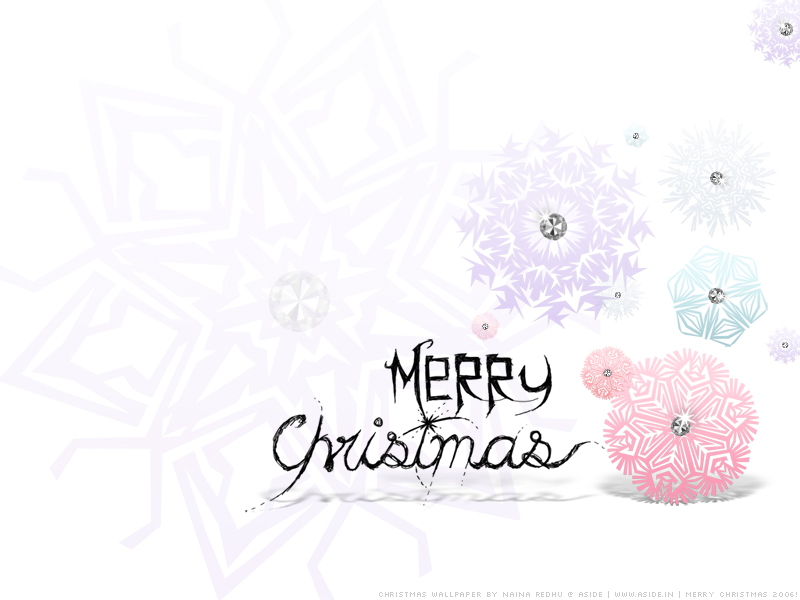 Merry
Christmas
CHRISTMAS WALLPAPER BY NAINA REDHU @ ASIDE | WWW.ASIDE.IN | MERRY CHRISTMAS 2006!